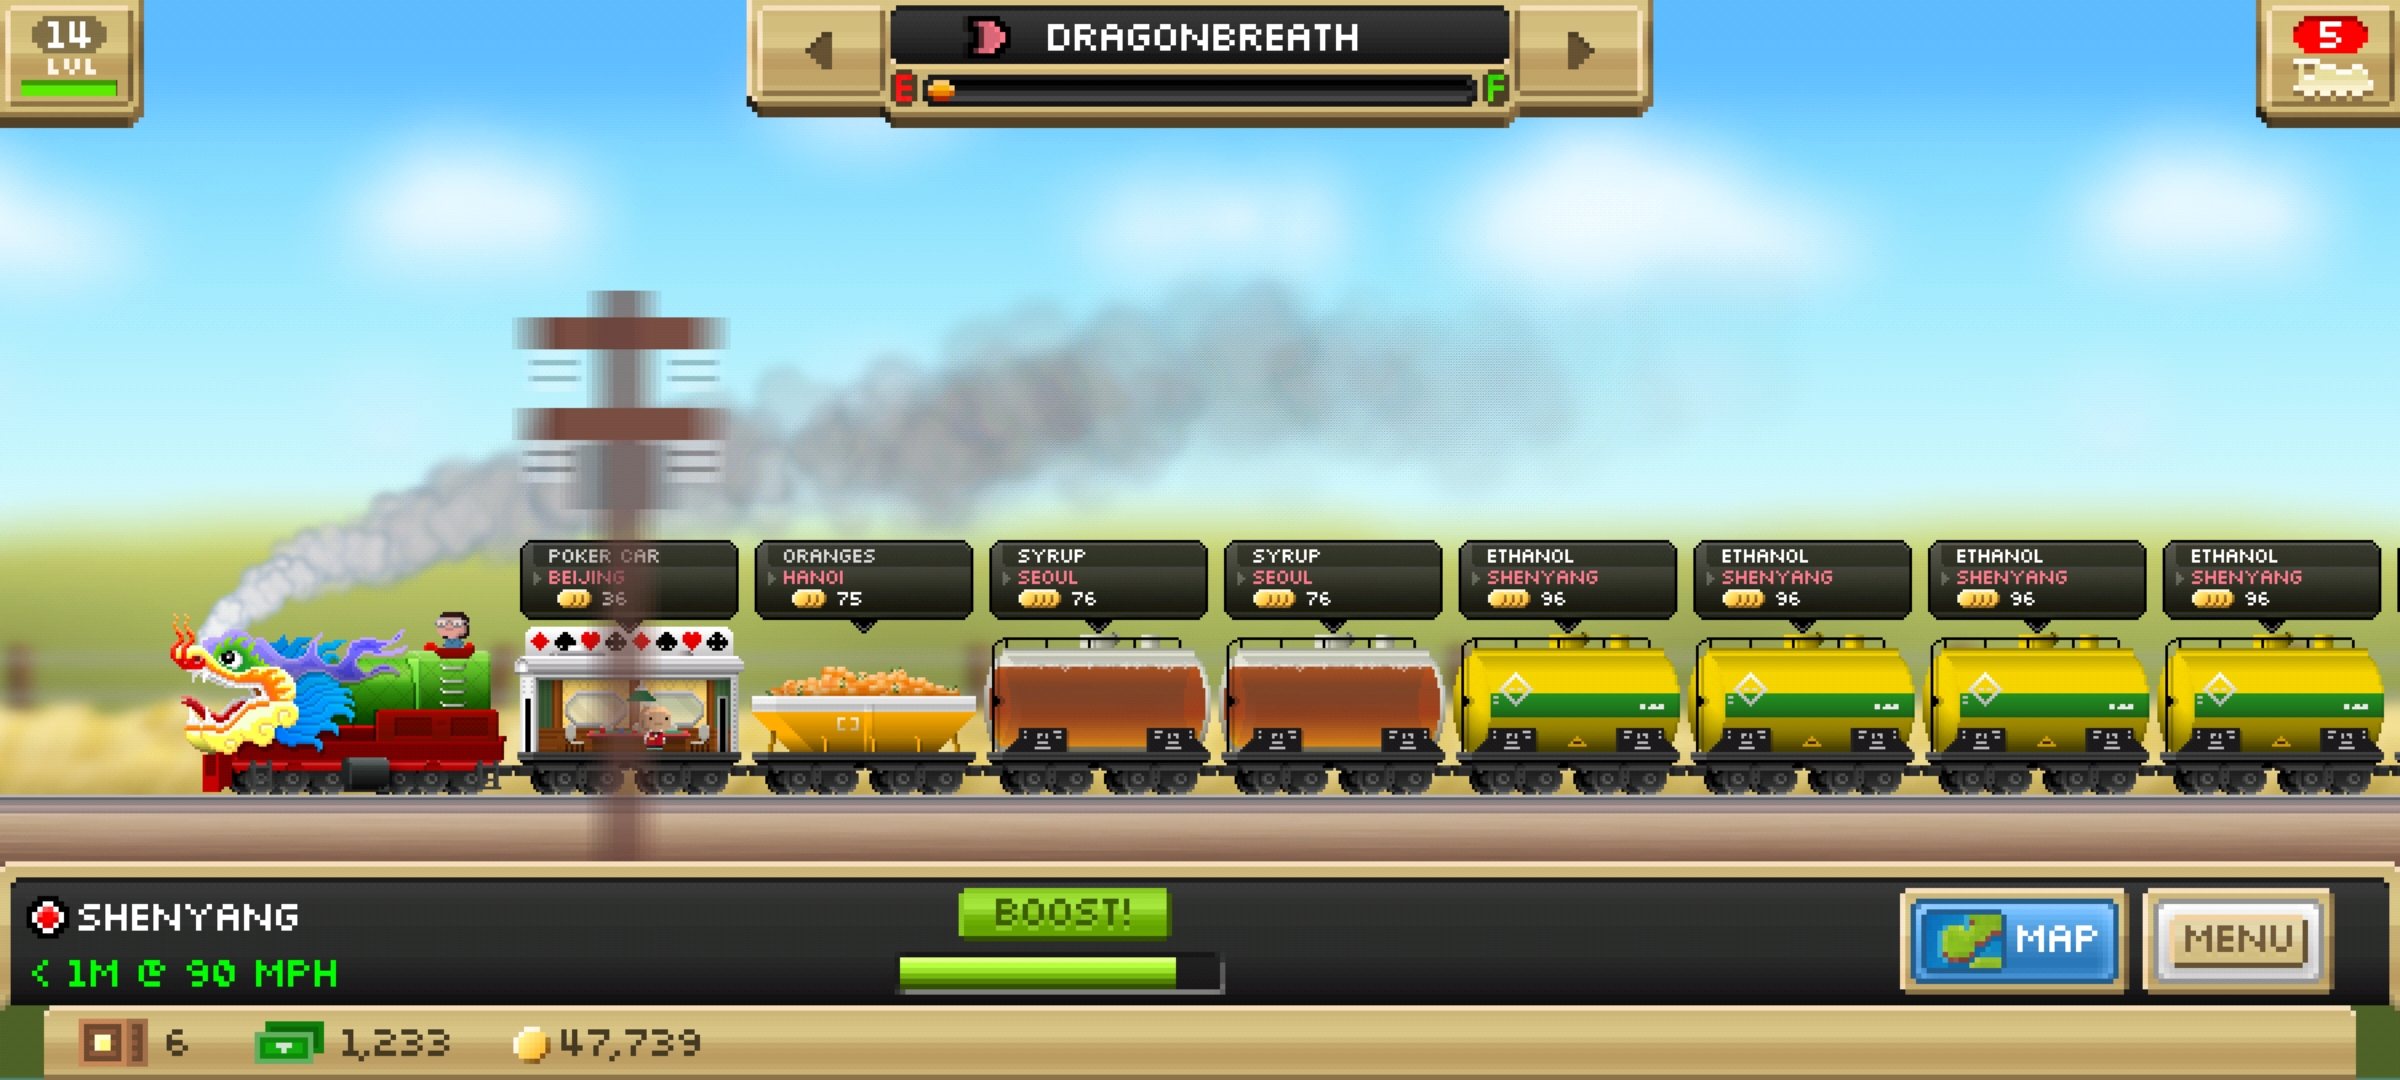 14
LVL
DRAGONBREATH
E
F
5
POKER CAR
BEIJING
36
ORANGES
HANOI
75
SYRUP
SEOUL
76
SYRUP
SEOUL
76
ETHANOL
SHENYANG
96
ETHANOL
SHENYANG
96
ETHANOL
SHENYANG
96
ETHANOL
SHENYANG
96
SHENYANG
< 1M @ 90 MPH
BOOST!
MAP
MENU
6
1,233
47,739